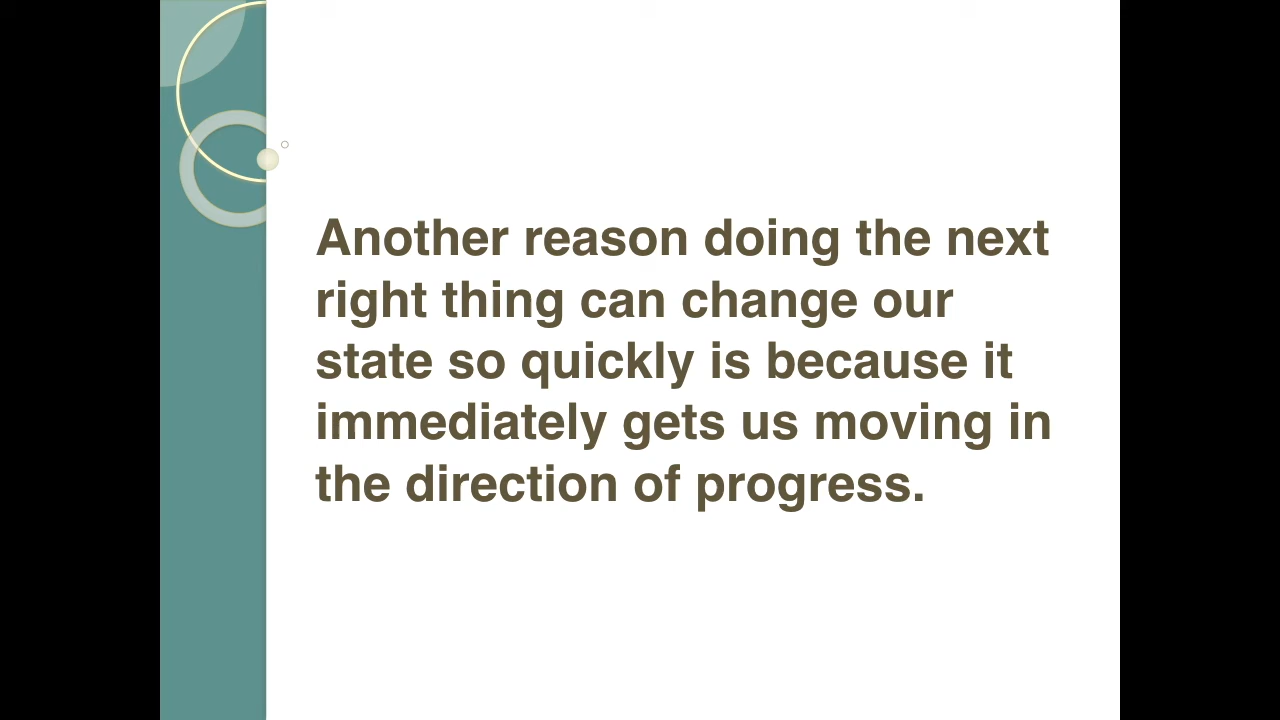 Another reason doing the next
right thing can change our
state so quickly is because it
immediately gets us moving in
the direction of progress.